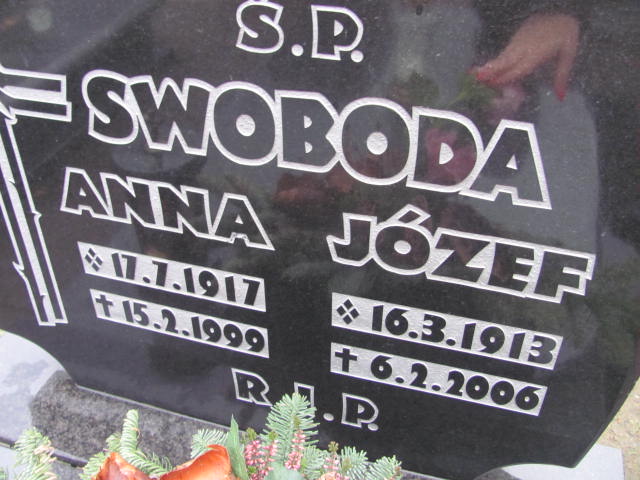 Ś.P.
SWOBODA
ANNA
17.7.1917
15.2.1999
JÓZEF
16.3.1913
6.2.2006
R.I.P.